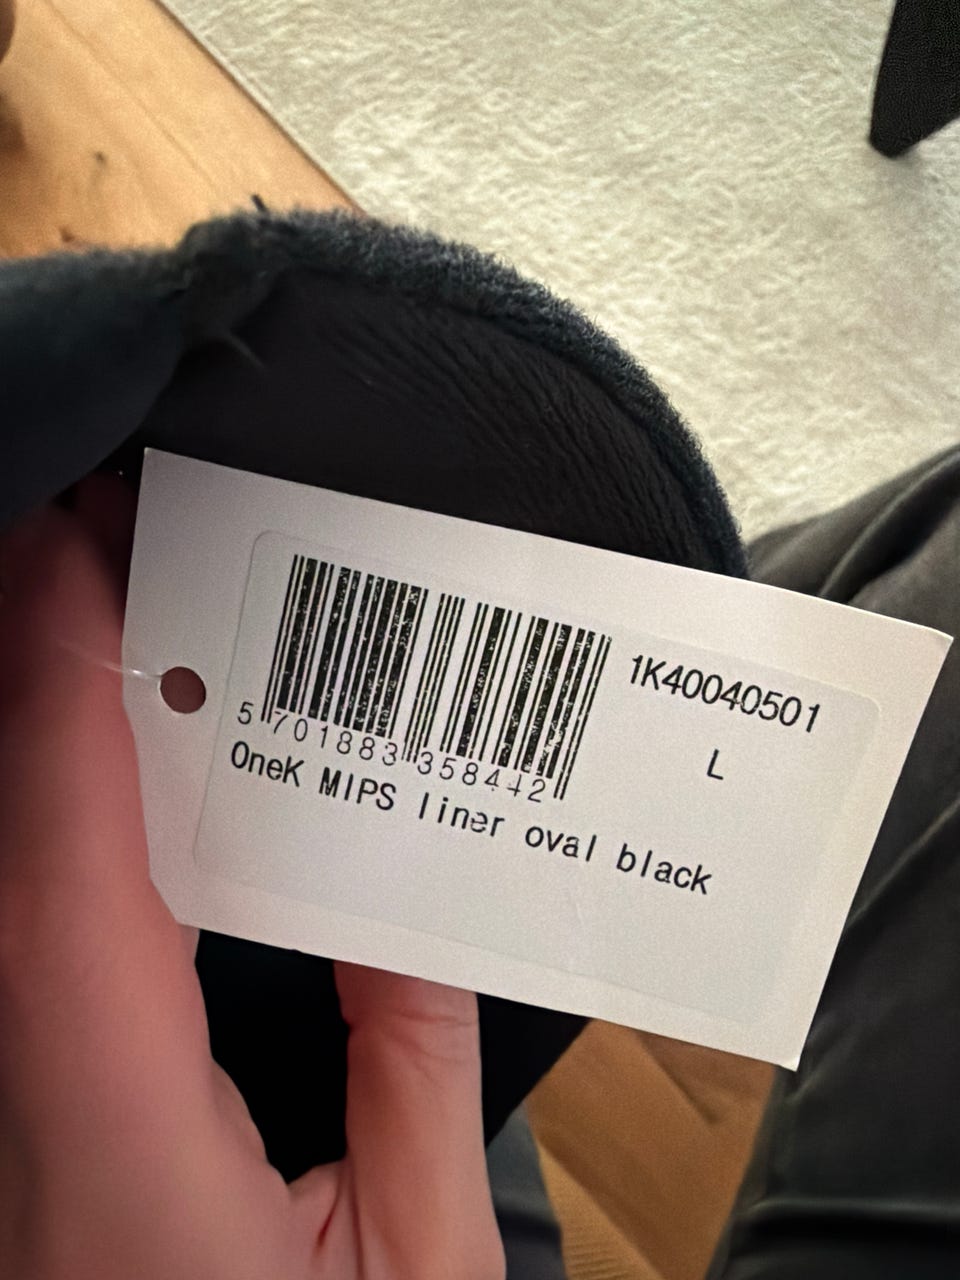 1K40040501
L
5 701883 358442
OneK MIPS liner oval black